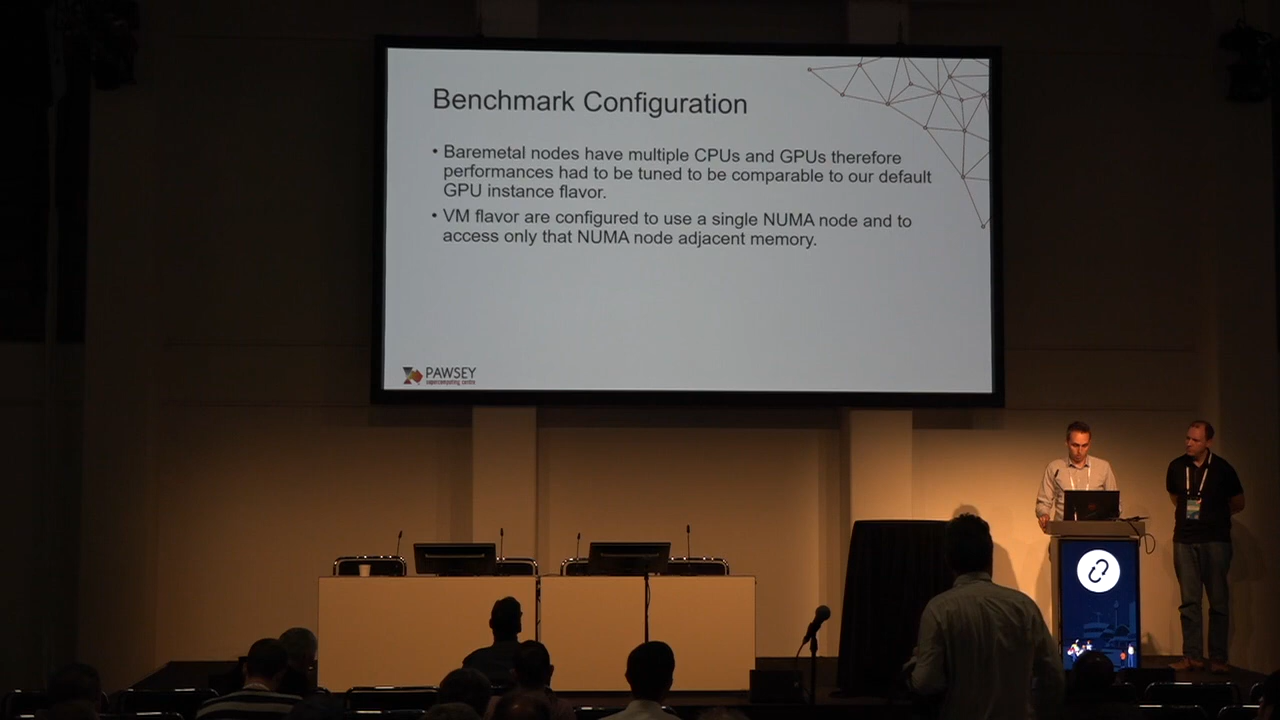 Benchmark Configuration
• Baremetal nodes have multiple CPUs and GPUs therefore
performances had to be tuned to be comparable to our default
GPU instance flavor.
• VM flavor are configured to use a single NUMA node and to
access only that NUMA node adjacent memory.
PAWSEY
supercomputing centre